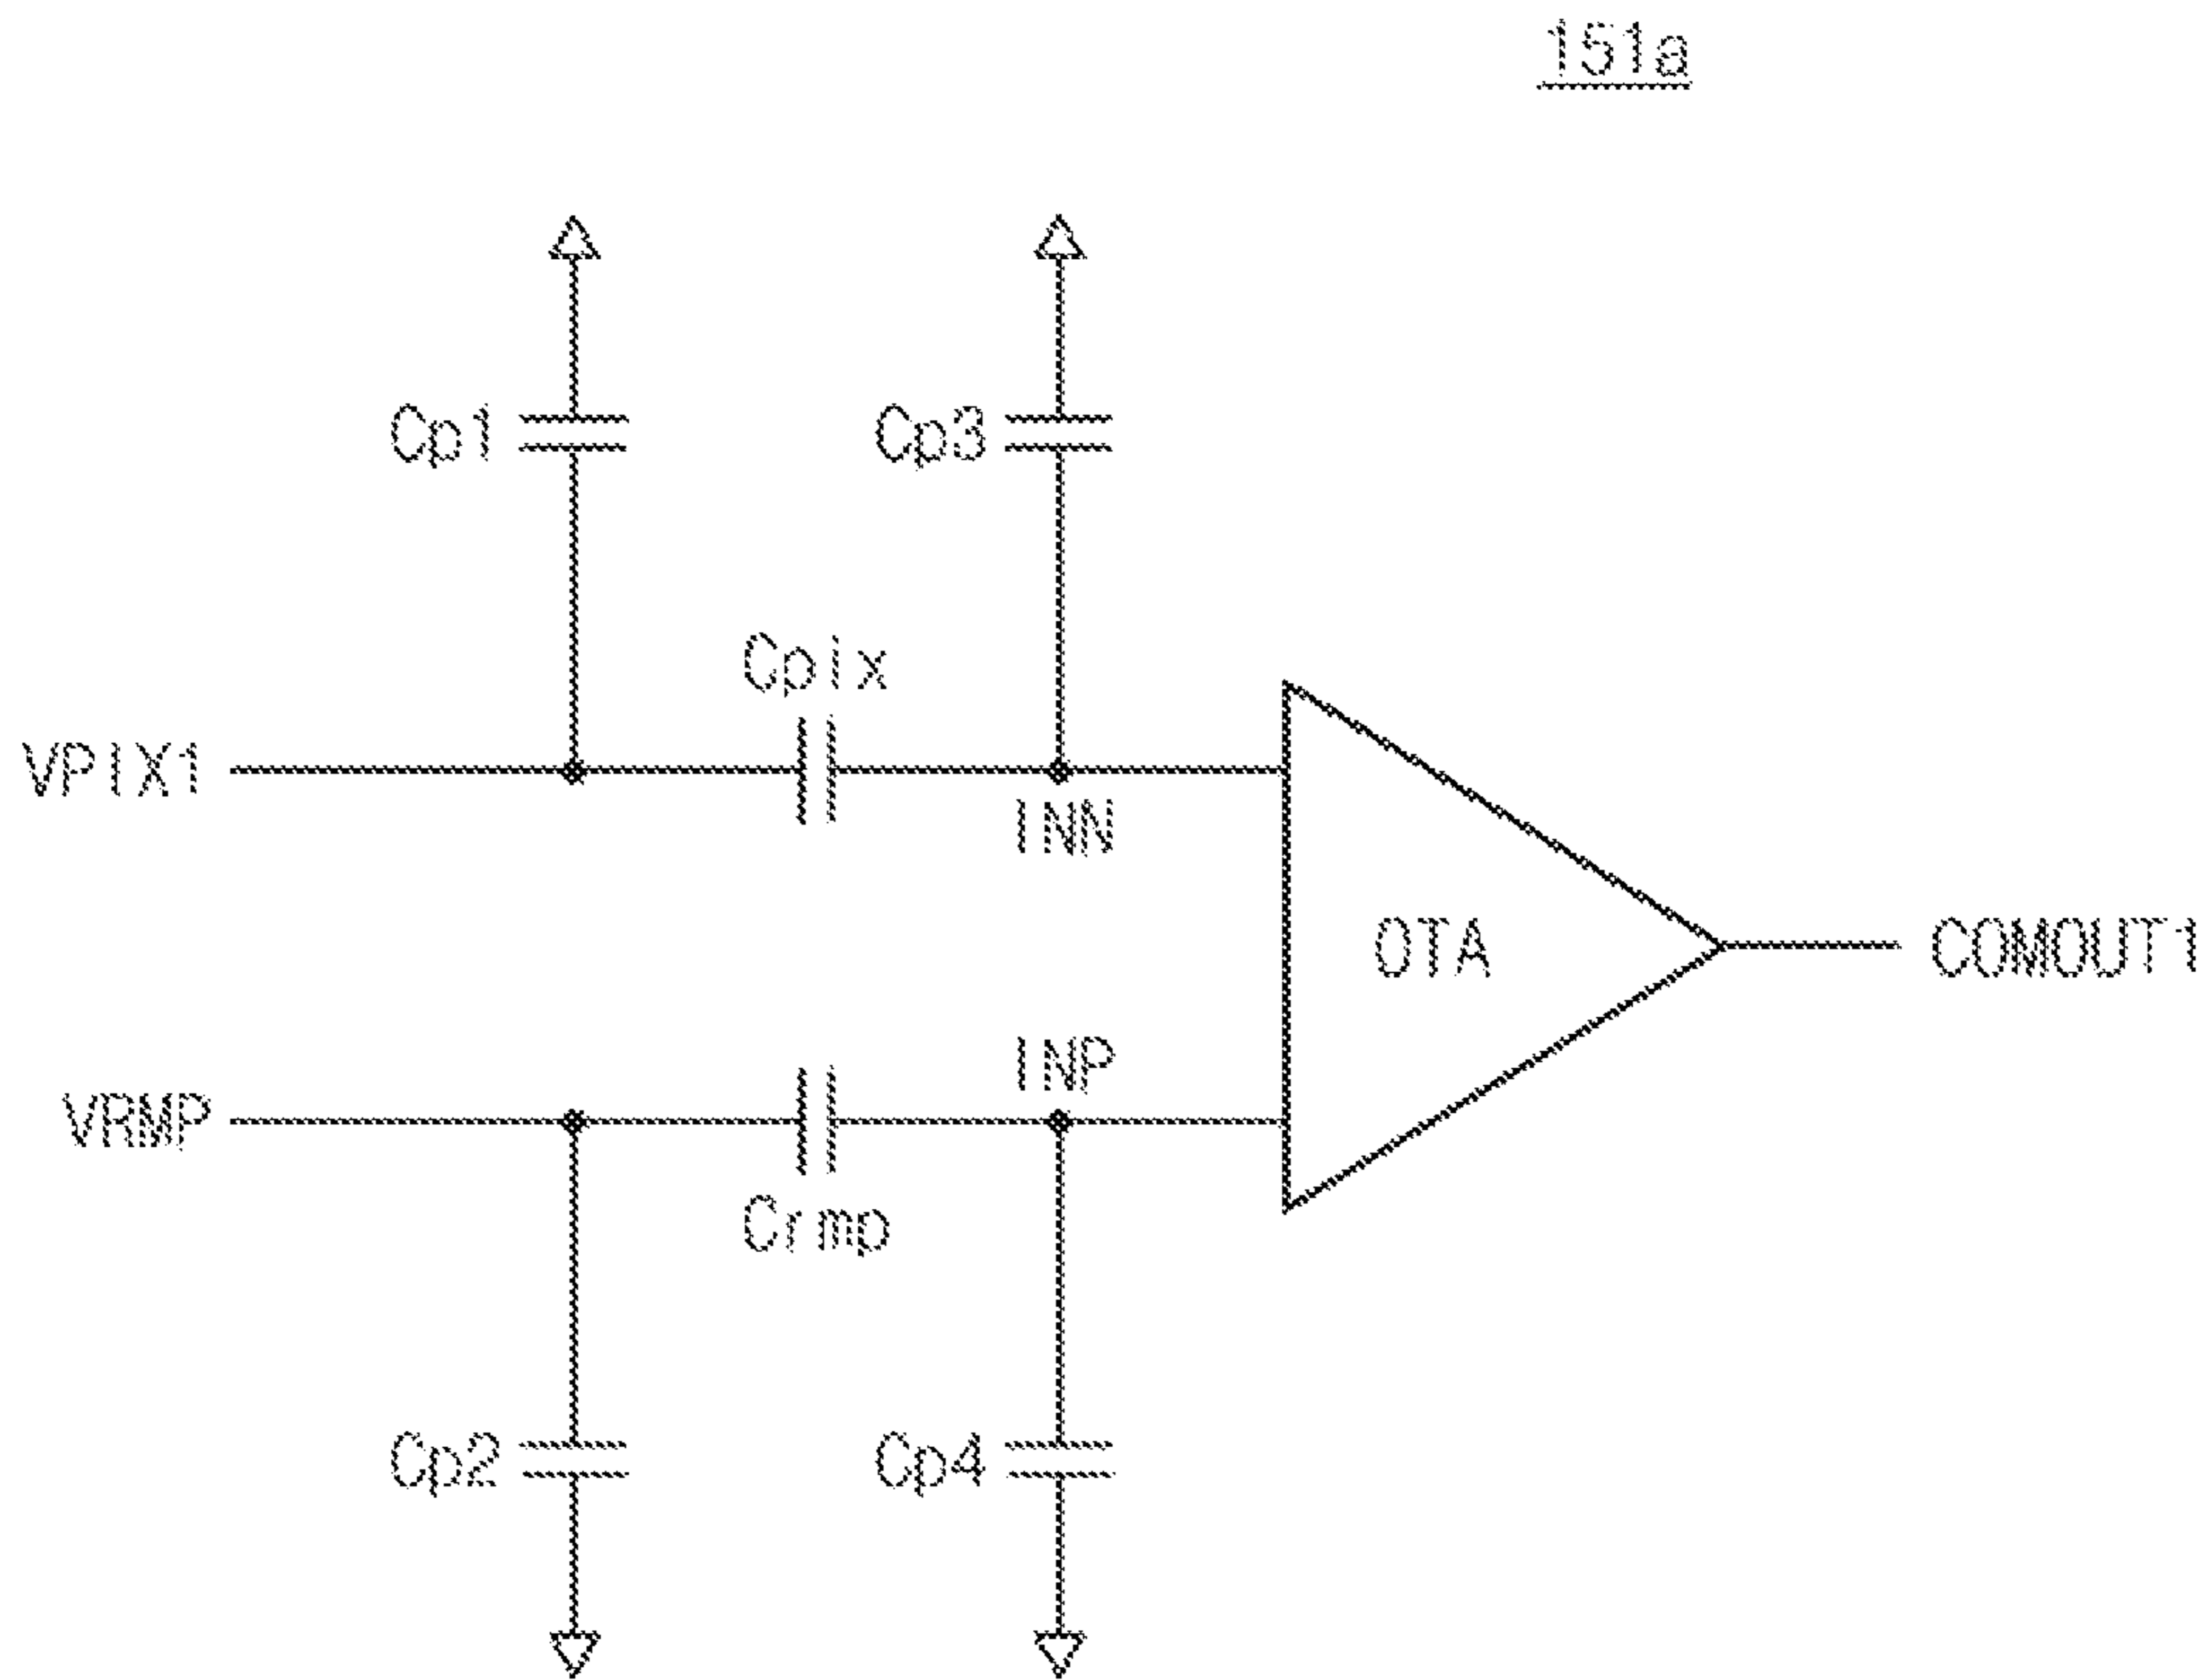 151a
Cp1
Cp3
Cpix
VPIX1
INN
OTA
COMOUT1
INP
VRMP
Crmp
Cp2
Cp4